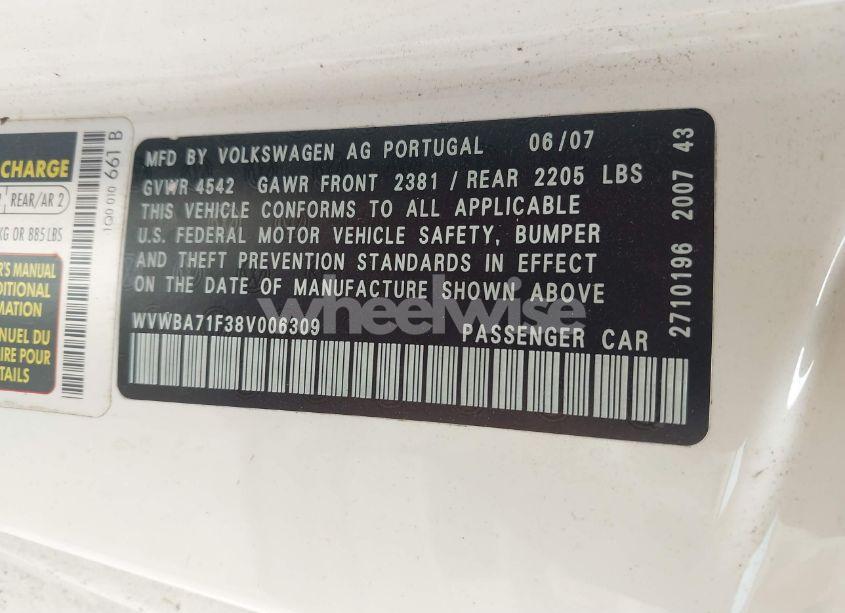 CHARGE
REAR/AR 2
KG OR 885 LBS
R'S MANUAL
DITIONAL
MATION
NUEL DU
AIRE POUR
TAILS
1Q0 010 661 B
MFD BY VOLKSWAGEN AG PORTUGAL 06/07
GVWR 4542 GAWR FRONT 2381 / REAR 2205 LBS
THIS VEHICLE CONFORMS TO ALL APPLICABLE
U.S. FEDERAL MOTOR VEHICLE SAFETY, BUMPER
AND THEFT PREVENTION STANDARDS IN EFFECT
ON THE DATE OF MANUFACTURE SHOWN ABOVE
WVWBA71F38V006309 PASSENGER CAR
2710196 2007 43
wheelwise